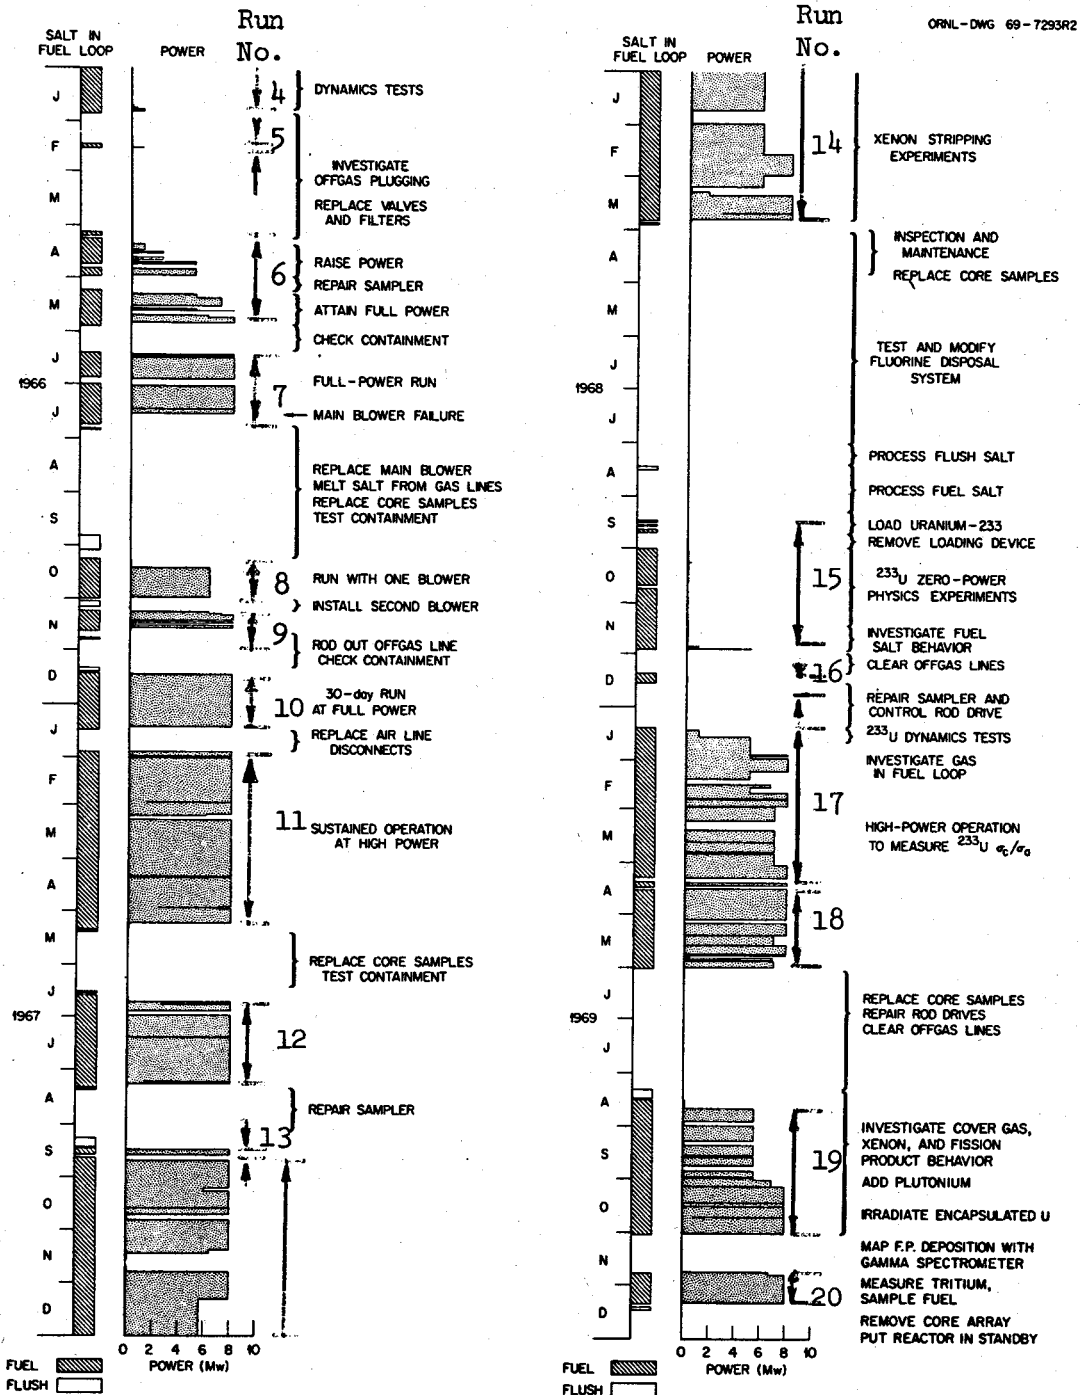 ORNL-DWG 69-7293R2
Run
No.
SALT IN
FUEL LOOP
POWER
J
4
DYNAMICS TESTS
5
F
INVESTIGATE
OFFGAS PLUGGING
M
REPLACE VALVES
AND FILTERS
A
6
RAISE POWER
REPAIR SAMPLER
M
ATTAIN FULL POWER
CHECK CONTAINMENT
J
1966
7
FULL-POWER RUN
J
MAIN BLOWER FAILURE
A
REPLACE MAIN BLOWER
MELT SALT FROM GAS LINES
REPLACE CORE SAMPLES
TEST CONTAINMENT
S
O
8
RUN WITH ONE BLOWER
INSTALL SECOND BLOWER
N
9
ROD OUT OFFGAS LINE
CHECK CONTAINMENT
D
10
30-day RUN
AT FULL POWER
J
REPLACE AIR LINE
DISCONNECTS
F
11
SUSTAINED OPERATION
AT HIGH POWER
M
A
M
REPLACE CORE SAMPLES
TEST CONTAINMENT
J
1967
12
J
A
REPAIR SAMPLER
13
S
O
N
D
0 2 4 6 8 10
POWER (Mw)
FUEL
FLUSH
Run
No.
SALT IN
FUEL LOOP
POWER
J
14
XENON STRIPPING
EXPERIMENTS
F
M
A
INSPECTION AND
MAINTENANCE
REPLACE CORE SAMPLES
M
J
TEST AND MODIFY
FLUORINE DISPOSAL
SYSTEM
1968
J
A
PROCESS FLUSH SALT
PROCESS FUEL SALT
S
LOAD URANIUM-233
REMOVE LOADING DEVICE
O
15
233U ZERO-POWER
PHYSICS EXPERIMENTS
N
INVESTIGATE FUEL
SALT BEHAVIOR
D
16
CLEAR OFFGAS LINES
REPAIR SAMPLER AND
CONTROL ROD DRIVE
J
233U DYNAMICS TESTS
INVESTIGATE GAS
IN FUEL LOOP
F
17
M
HIGH-POWER OPERATION
TO MEASURE 233U σc/σa
A
18
M
J
REPLACE CORE SAMPLES
REPAIR ROD DRIVES
CLEAR OFFGAS LINES
1969
J
A
INVESTIGATE COVER GAS,
XENON, AND FISSION
PRODUCT BEHAVIOR
S
19
ADD PLUTONIUM
O
IRRADIATE ENCAPSULATED U
N
MAP F.P. DEPOSITION WITH
GAMMA SPECTROMETER
20
MEASURE TRITIUM,
SAMPLE FUEL
D
REMOVE CORE ARRAY
PUT REACTOR IN STANDBY
0 2 4 6 8 10
POWER (Mw)
FUEL
FLUSH